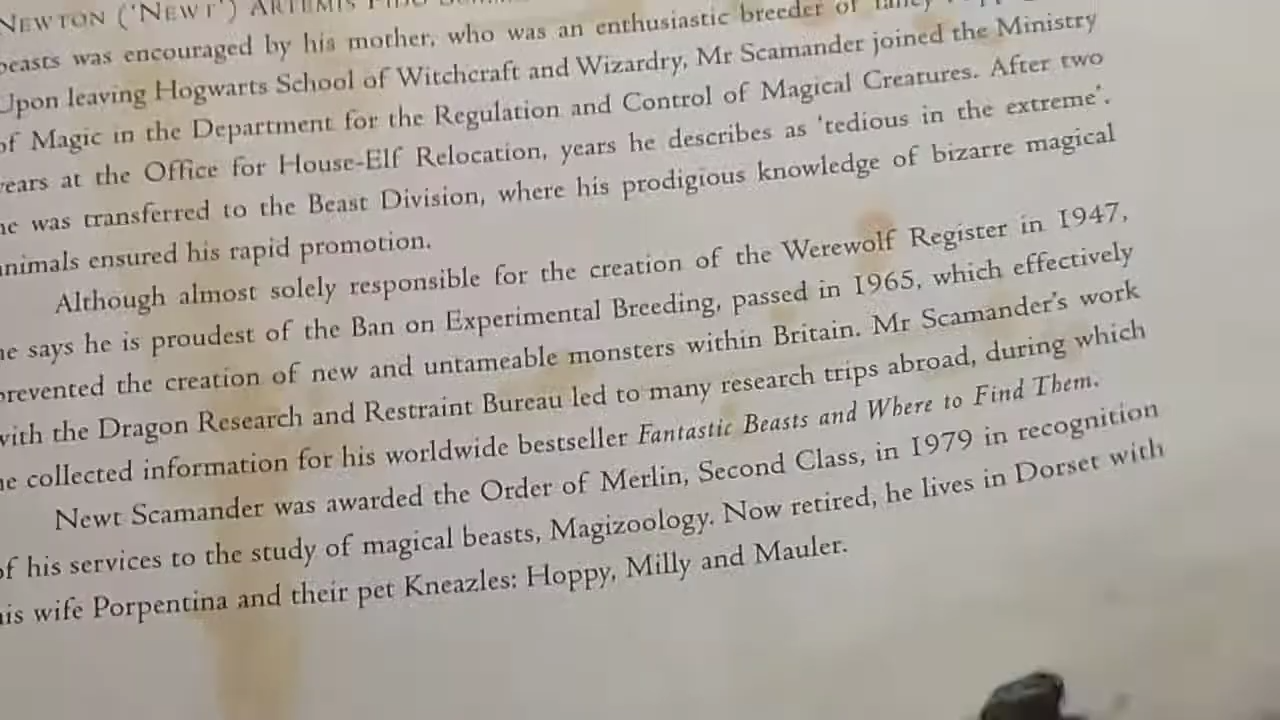 NEWTON ('NEWT') ARTEMIS FIDO
beasts was encouraged by his mother, who was an enthusiastic breeder of fancy
Upon leaving Hogwarts School of Witchcraft and Wizardry, Mr Scamander joined the Ministry
of Magic in the Department for the Regulation and Control of Magical Creatures. After two
years at the Office for House-Elf Relocation, years he describes as 'tedious in the extreme',
he was transferred to the Beast Division, where his prodigious knowledge of bizarre magical
animals ensured his rapid promotion.
Although almost solely responsible for the creation of the Werewolf Register in 1947,
he says he is proudest of the Ban on Experimental Breeding, passed in 1965, which effectively
prevented the creation of new and untameable monsters within Britain. Mr Scamander's work
with the Dragon Research and Restraint Bureau led to many research trips abroad, during which
he collected information for his worldwide bestseller Fantastic Beasts and Where to Find Them.
Newt Scamander was awarded the Order of Merlin, Second Class, in 1979 in recognition
of his services to the study of magical beasts, Magizoology. Now retired, he lives in Dorset with
his wife Porpentina and their pet Kneazles: Hoppy, Milly and Mauler.